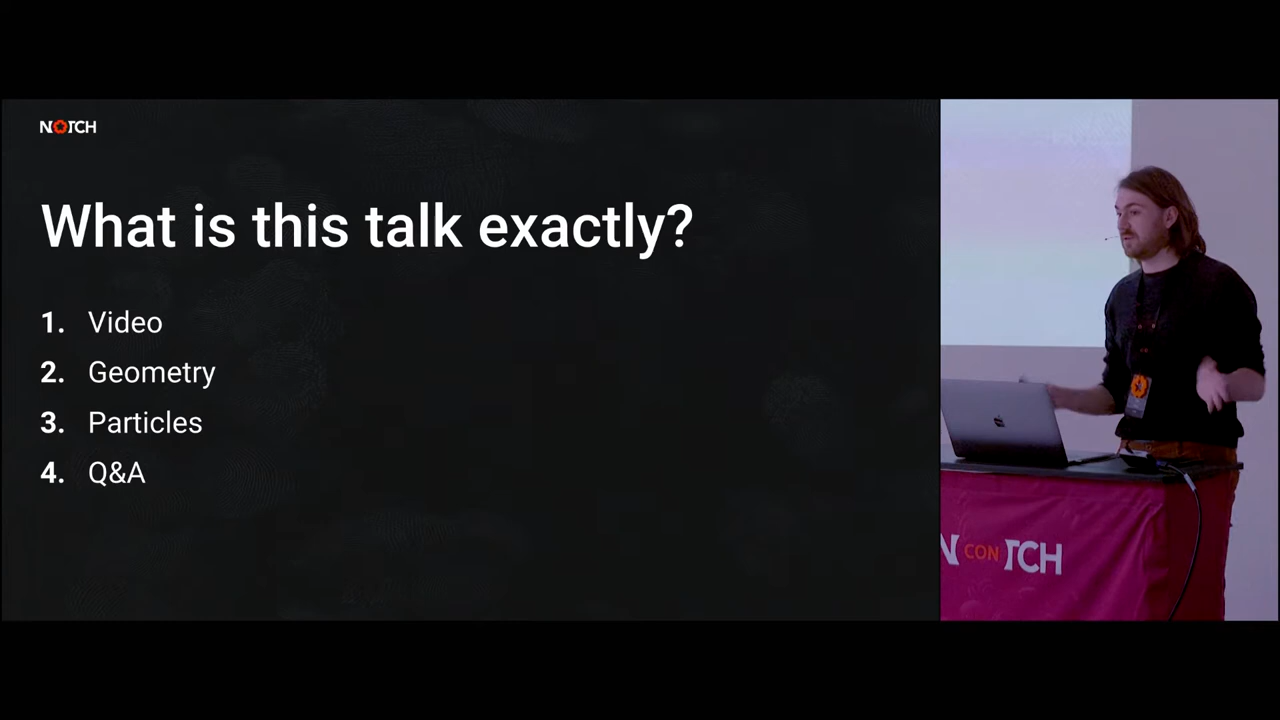 NOTCH
What is this talk exactly?
1. Video
2. Geometry
3. Particles
4. Q&A
N CON TCH